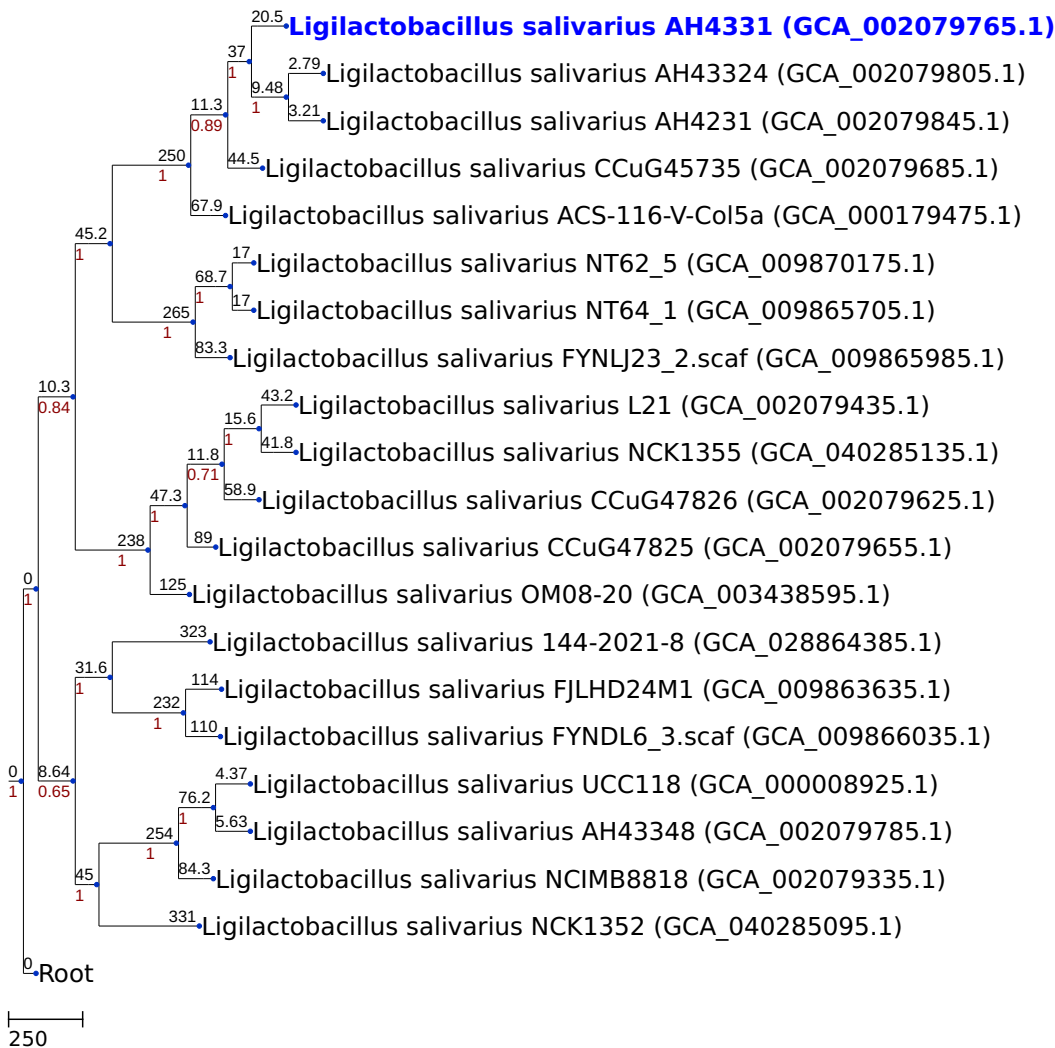 20.5
Ligilactobacillus salivarius AH4331 (GCA_002079765.1)
37
1
2.79
Ligilactobacillus salivarius AH43324 (GCA_002079805.1)
9.48
1
11.3
0.89
3.21
Ligilactobacillus salivarius AH4231 (GCA_002079845.1)
250
1
44.5
Ligilactobacillus salivarius CCuG45735 (GCA_002079685.1)
67.9
Ligilactobacillus salivarius ACS-116-V-Col5a (GCA_000179475.1)
45.2
1
17
Ligilactobacillus salivarius NT62_5 (GCA_009870175.1)
68.7
1
17
Ligilactobacillus salivarius NT64_1 (GCA_009865705.1)
265
1
83.3
Ligilactobacillus salivarius FYNLJ23_2.scaf (GCA_009865985.1)
10.3
0.84
43.2
Ligilactobacillus salivarius L21 (GCA_002079435.1)
15.6
1
41.8
Ligilactobacillus salivarius NCK1355 (GCA_040285135.1)
11.8
0.71
58.9
Ligilactobacillus salivarius CCuG47826 (GCA_002079625.1)
47.3
1
89
Ligilactobacillus salivarius CCuG47825 (GCA_002079655.1)
238
1
125
Ligilactobacillus salivarius OM08-20 (GCA_003438595.1)
0
1
323
Ligilactobacillus salivarius 144-2021-8 (GCA_028864385.1)
31.6
1
114
Ligilactobacillus salivarius FJLHD24M1 (GCA_009863635.1)
232
1
110
Ligilactobacillus salivarius FYNDL6_3.scaf (GCA_009866035.1)
0
1
8.64
0.65
4.37
Ligilactobacillus salivarius UCC118 (GCA_000008925.1)
76.2
1
5.63
Ligilactobacillus salivarius AH43348 (GCA_002079785.1)
254
1
84.3
Ligilactobacillus salivarius NCIMB8818 (GCA_002079335.1)
45
1
331
Ligilactobacillus salivarius NCK1352 (GCA_040285095.1)
0
Root
250